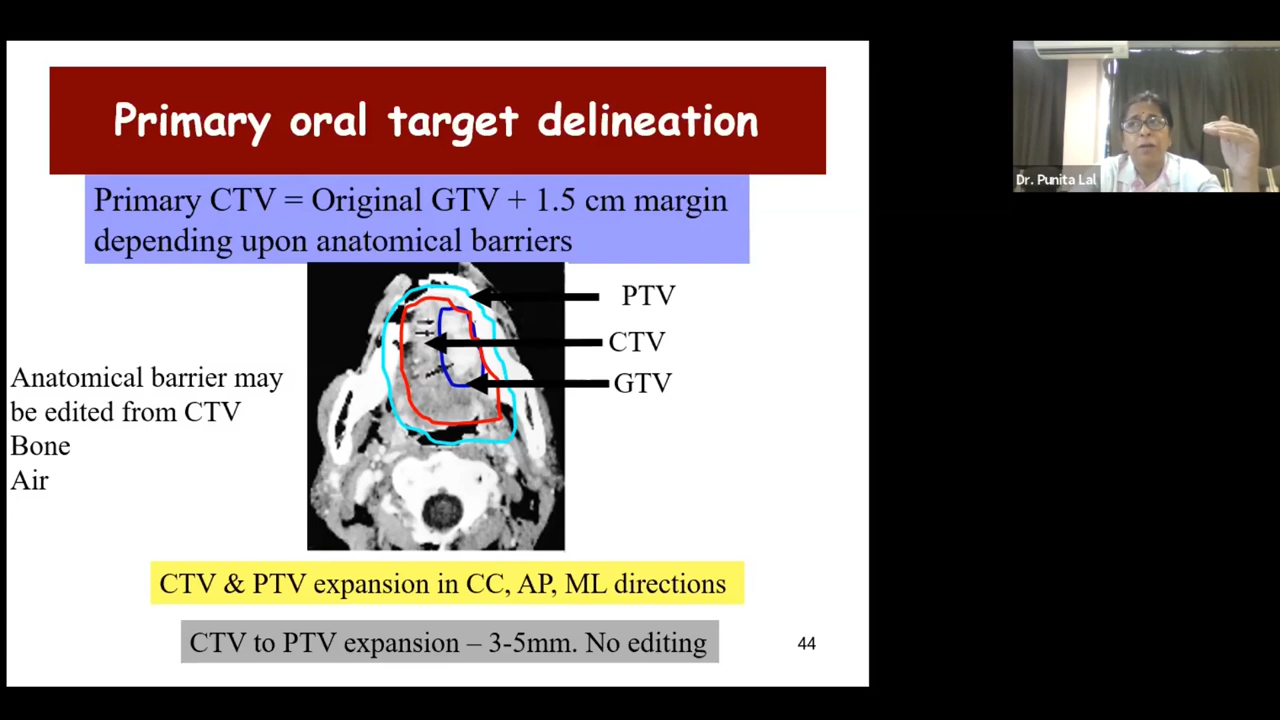 Primary oral target delineation
Primary CTV = Original GTV + 1.5 cm margin
depending upon anatomical barriers
PTV
CTV
GTV
Anatomical barrier may
be edited from CTV
Bone
Air
CTV & PTV expansion in CC, AP, ML directions
CTV to PTV expansion – 3-5mm. No editing
44
Dr. Punita Lal